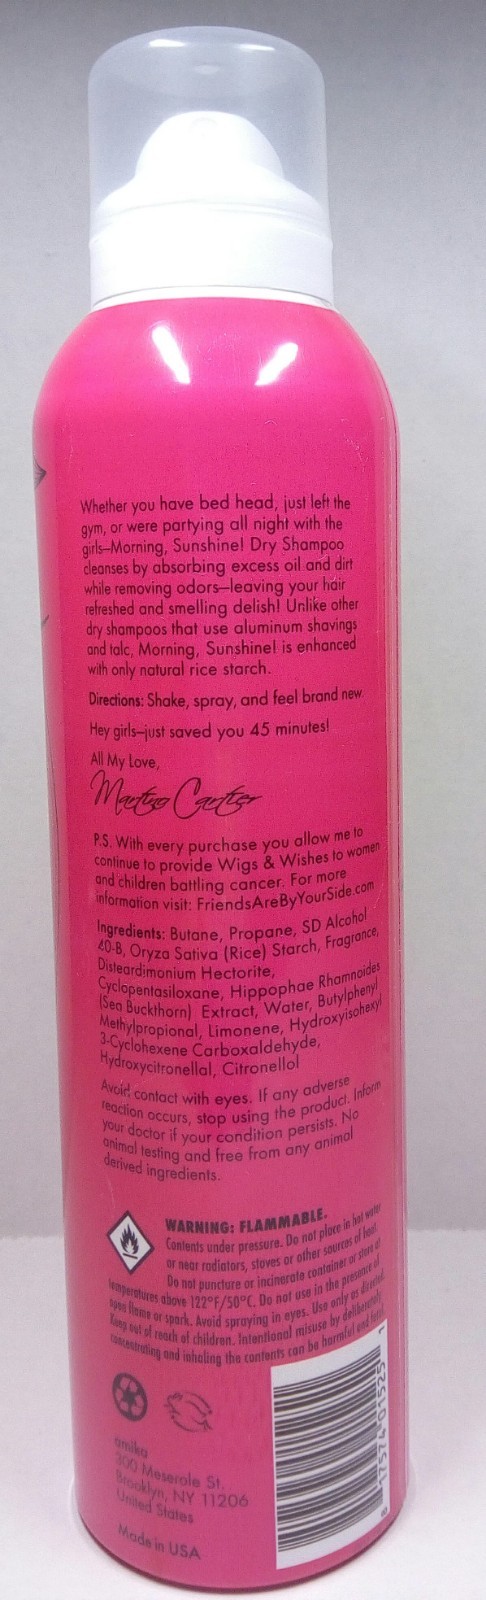 Whether you have bed head, just left the
gym, or were partying all night with the
girls–Morning, Sunshine! Dry Shampoo
cleanses by absorbing excess oil and dirt
while removing odors–leaving your hair
refreshed and smelling delish! Unlike other
dry shampoos that use aluminum shavings
and talc, Morning, Sunshine! is enhanced
with only natural rice starch.
Directions: Shake, spray, and feel brand new.
Hey girls–just saved you 45 minutes!
All My Love,
Martino Cartier
P.S. With every purchase you allow me to
continue to provide Wigs & Wishes to women
and children battling cancer. For more
information visit: FriendsAreByYourSide.com
Ingredients: Butane, Propane, SD Alcohol
40-B, Oryza Sativa (Rice) Starch, Fragrance,
Disteardimonium Hectorite,
Cyclopentasiloxane, Hippophae Rhamnoides
(Sea Buckthorn) Extract, Water, Butylphenyl
Methylpropional, Limonene, Hydroxyisohexyl
3-Cyclohexene Carboxaldehyde,
Hydroxycitronellal, Citronellol
Avoid contact with eyes. If any adverse
reaction occurs, stop using the product. Inform
your doctor if your condition persists. No
animal testing and free from any animal
derived ingredients.
WARNING: FLAMMABLE.
Contents under pressure. Do not place in hot water
or near radiators, stoves or other sources of heat.
Do not puncture or incinerate container or store at
temperatures above 122°F/50°C. Do not use in the presence of
open flame or spark. Avoid spraying in eyes. Use only as directed.
Keep out of reach of children. Intentional misuse by deliberately
concentrating and inhaling the contents can be harmful and fatal.
amika
300 Meserole St.
Brooklyn, NY 11206
United States
Made in USA
8 17574 01525 1